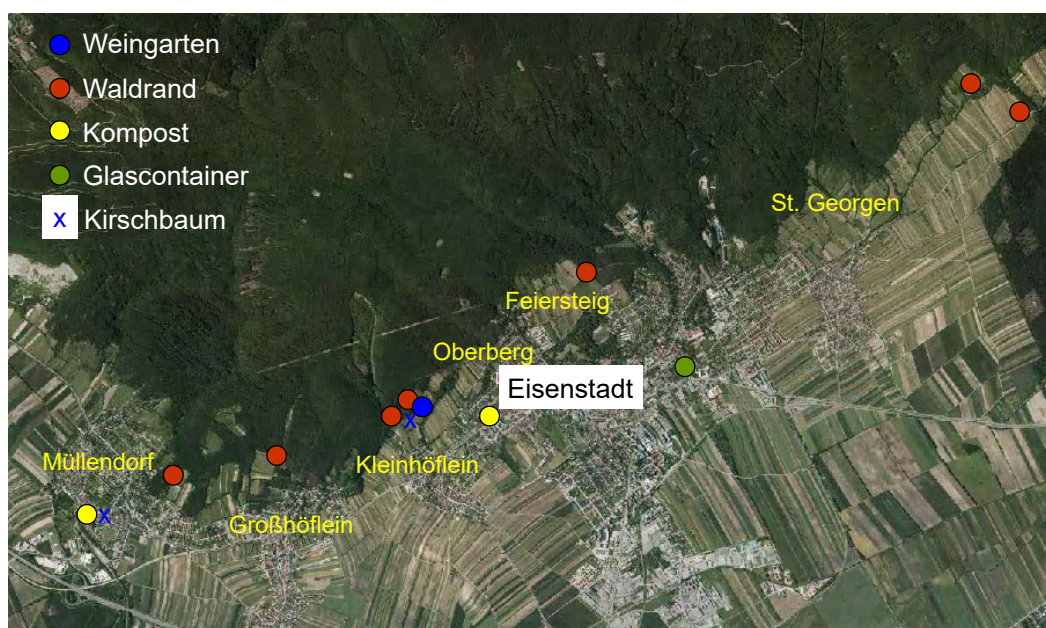 Weingarten
Waldrand
Kompost
Glascontainer
x Kirschbaum
St. Georgen
Feiersteig
Oberberg
Eisenstadt
x
Kleinhöflein
Müllendorf
x
Großhöflein